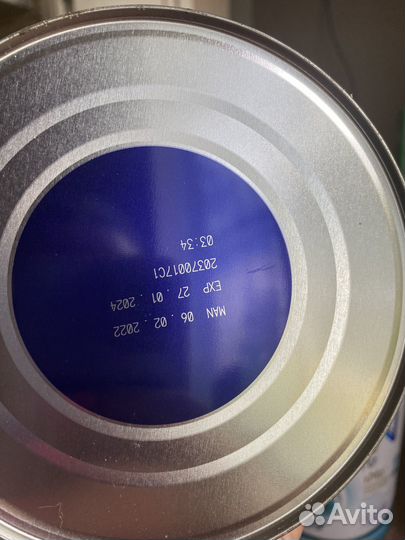 MAN 06 . 02 . 2022
EXP 27 . 01 . 2024
20370017C1
03:34
Avito